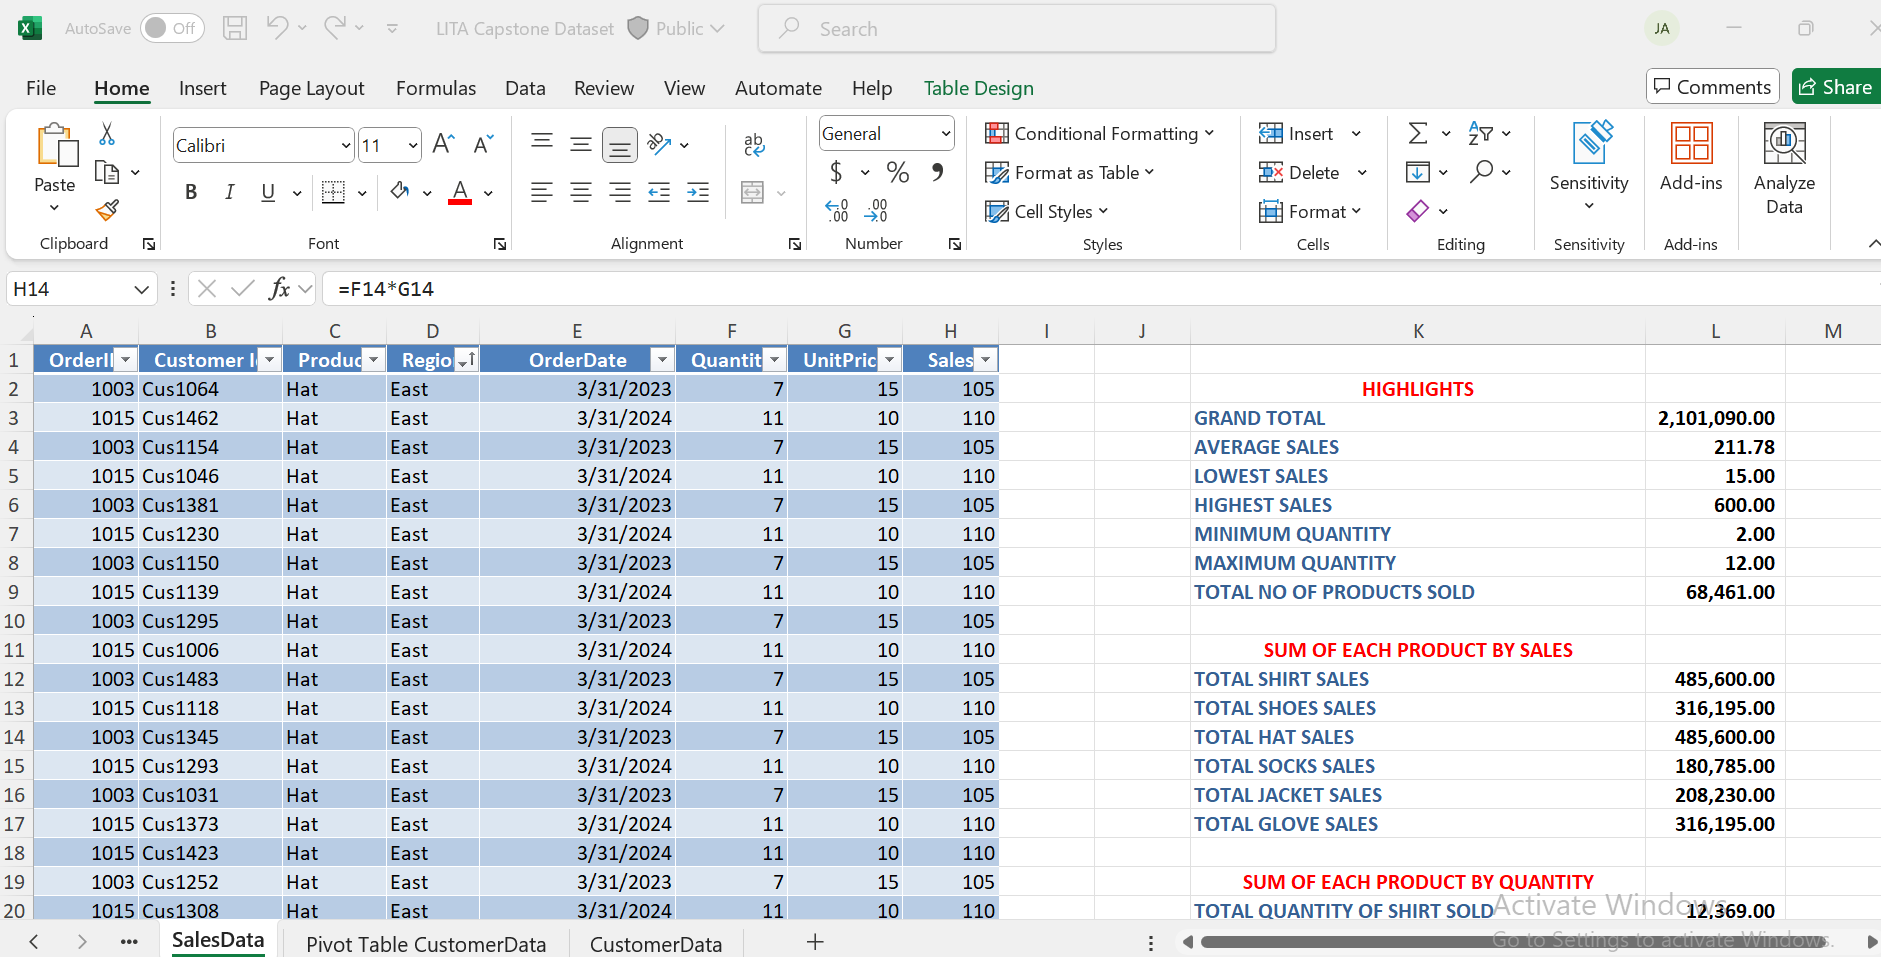 AutoSave Off LITA Capstone Dataset Public Search JA
File Home Insert Page Layout Formulas Data Review View Automate Help Table Design Comments Share
Paste
Clipboard
Calibri 11 A A
B I U A
Font
ab
Alignment
General
$ % ,
.00 .00
Number
Conditional Formatting
Format as Table
Cell Styles
Styles
Insert
Delete
Format
Cells
Editing
Sensitivity
Sensitivity
Add-ins
Add-ins
Analyze
Data
H14 fx =F14*G14
A B C D E F G H I J K L M
1 OrderI Customer I Produc Regio OrderDate Quantit UnitPric Sales
2 1003 Cus1064 Hat East 3/31/2023 7 15 105 HIGHLIGHTS
3 1015 Cus1462 Hat East 3/31/2024 11 10 110 GRAND TOTAL 2,101,090.00
4 1003 Cus1154 Hat East 3/31/2023 7 15 105 AVERAGE SALES 211.78
5 1015 Cus1046 Hat East 3/31/2024 11 10 110 LOWEST SALES 15.00
6 1003 Cus1381 Hat East 3/31/2023 7 15 105 HIGHEST SALES 600.00
7 1015 Cus1230 Hat East 3/31/2024 11 10 110 MINIMUM QUANTITY 2.00
8 1003 Cus1150 Hat East 3/31/2023 7 15 105 MAXIMUM QUANTITY 12.00
9 1015 Cus1139 Hat East 3/31/2024 11 10 110 TOTAL NO OF PRODUCTS SOLD 68,461.00
10 1003 Cus1295 Hat East 3/31/2023 7 15 105
11 1015 Cus1006 Hat East 3/31/2024 11 10 110 SUM OF EACH PRODUCT BY SALES
12 1003 Cus1483 Hat East 3/31/2023 7 15 105 TOTAL SHIRT SALES 485,600.00
13 1015 Cus1118 Hat East 3/31/2024 11 10 110 TOTAL SHOES SALES 316,195.00
14 1003 Cus1345 Hat East 3/31/2023 7 15 105 TOTAL HAT SALES 485,600.00
15 1015 Cus1293 Hat East 3/31/2024 11 10 110 TOTAL SOCKS SALES 180,785.00
16 1003 Cus1031 Hat East 3/31/2023 7 15 105 TOTAL JACKET SALES 208,230.00
17 1015 Cus1373 Hat East 3/31/2024 11 10 110 TOTAL GLOVE SALES 316,195.00
18 1015 Cus1423 Hat East 3/31/2024 11 10 110
19 1003 Cus1252 Hat East 3/31/2023 7 15 105 SUM OF EACH PRODUCT BY QUANTITY
20 1015 Cus1308 Hat East 3/31/2024 11 10 110 TOTAL QUANTITY OF SHIRT SOLD 12,369.00
Activate Windows
Go to Settings to activate Windows.
SalesData Pivot Table CustomerData CustomerData